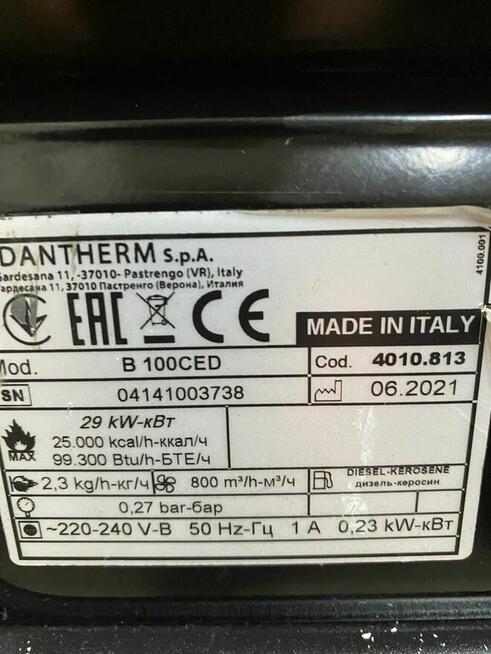 DANTHERM S.p.A.
Gardesana 11, -37010- Pastrengo (VR), Italy
Гардесана 11, 37010 Пастренго (Верона), Италия
4100.001
EAC CE
MADE IN ITALY
Mod. B 100CED Cod. 4010.813
SN 04141003738 06.2021
29 kW-кВт
25.000 kcal/h-ккал/ч
MAX 99.300 Btu/h-БТЕ/ч
2,3 kg/h-кг/ч 800 m³/h-м³/ч DIESEL-KEROSENE
дизель-керосин
0,27 bar-бар
~220-240 V-В 50 Hz-Гц 1 A 0,23 kW-кВт